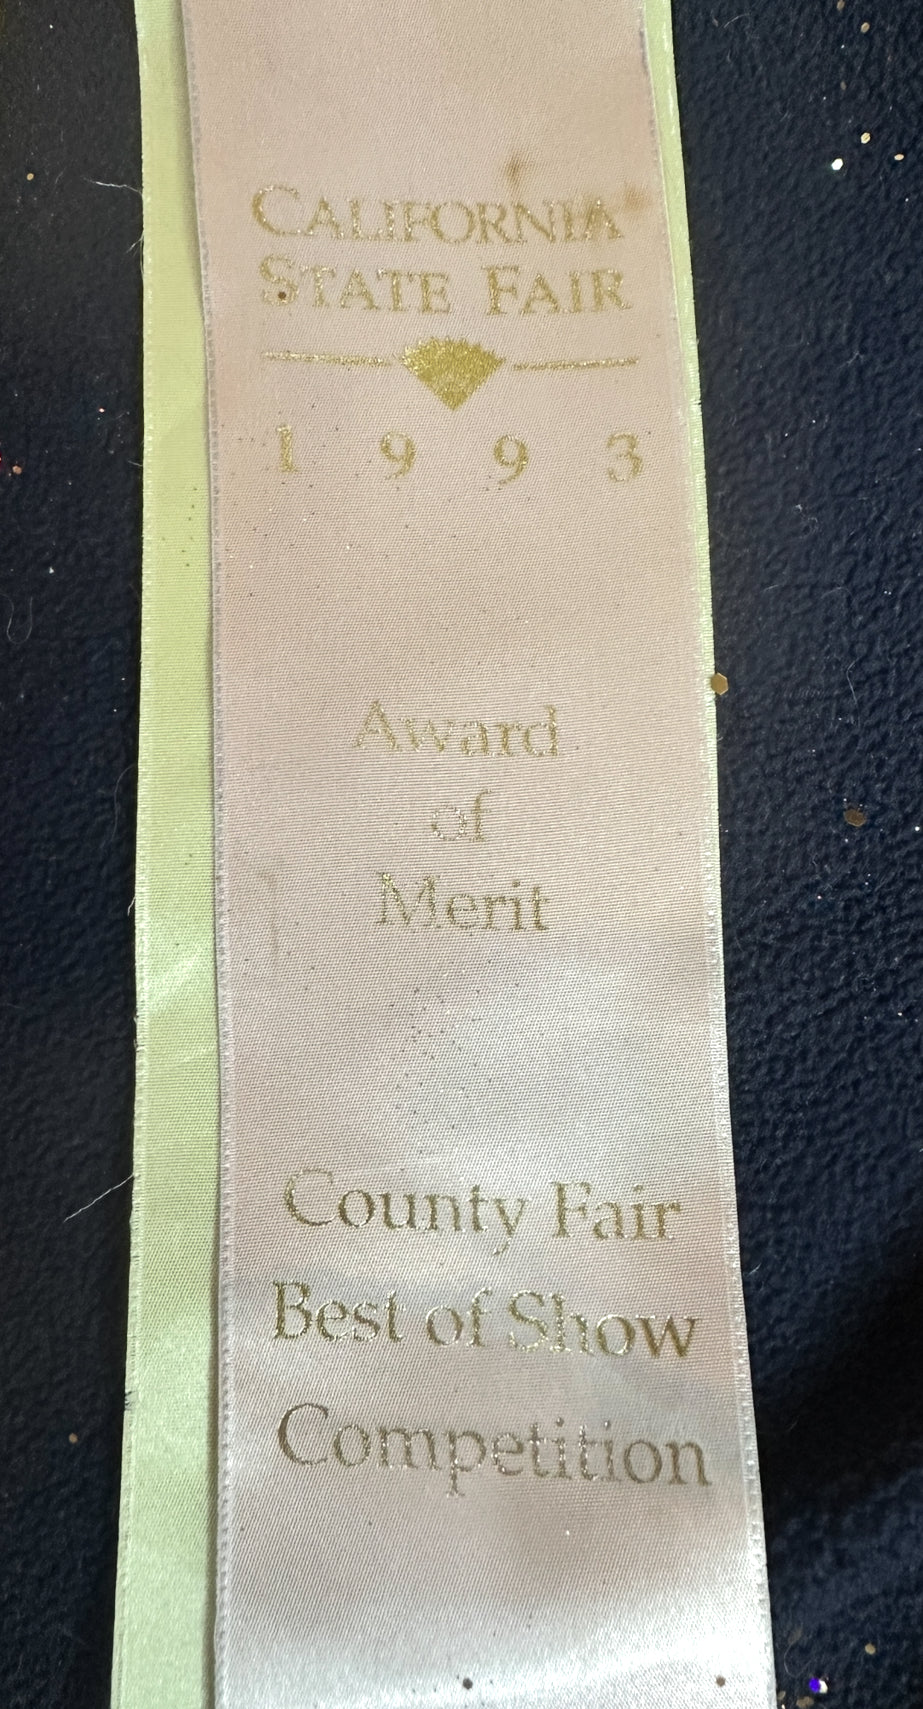 CALIFORNIA
STATE FAIR
1 9 9 3
Award
of
Merit
County Fair
Best of Show
Competition